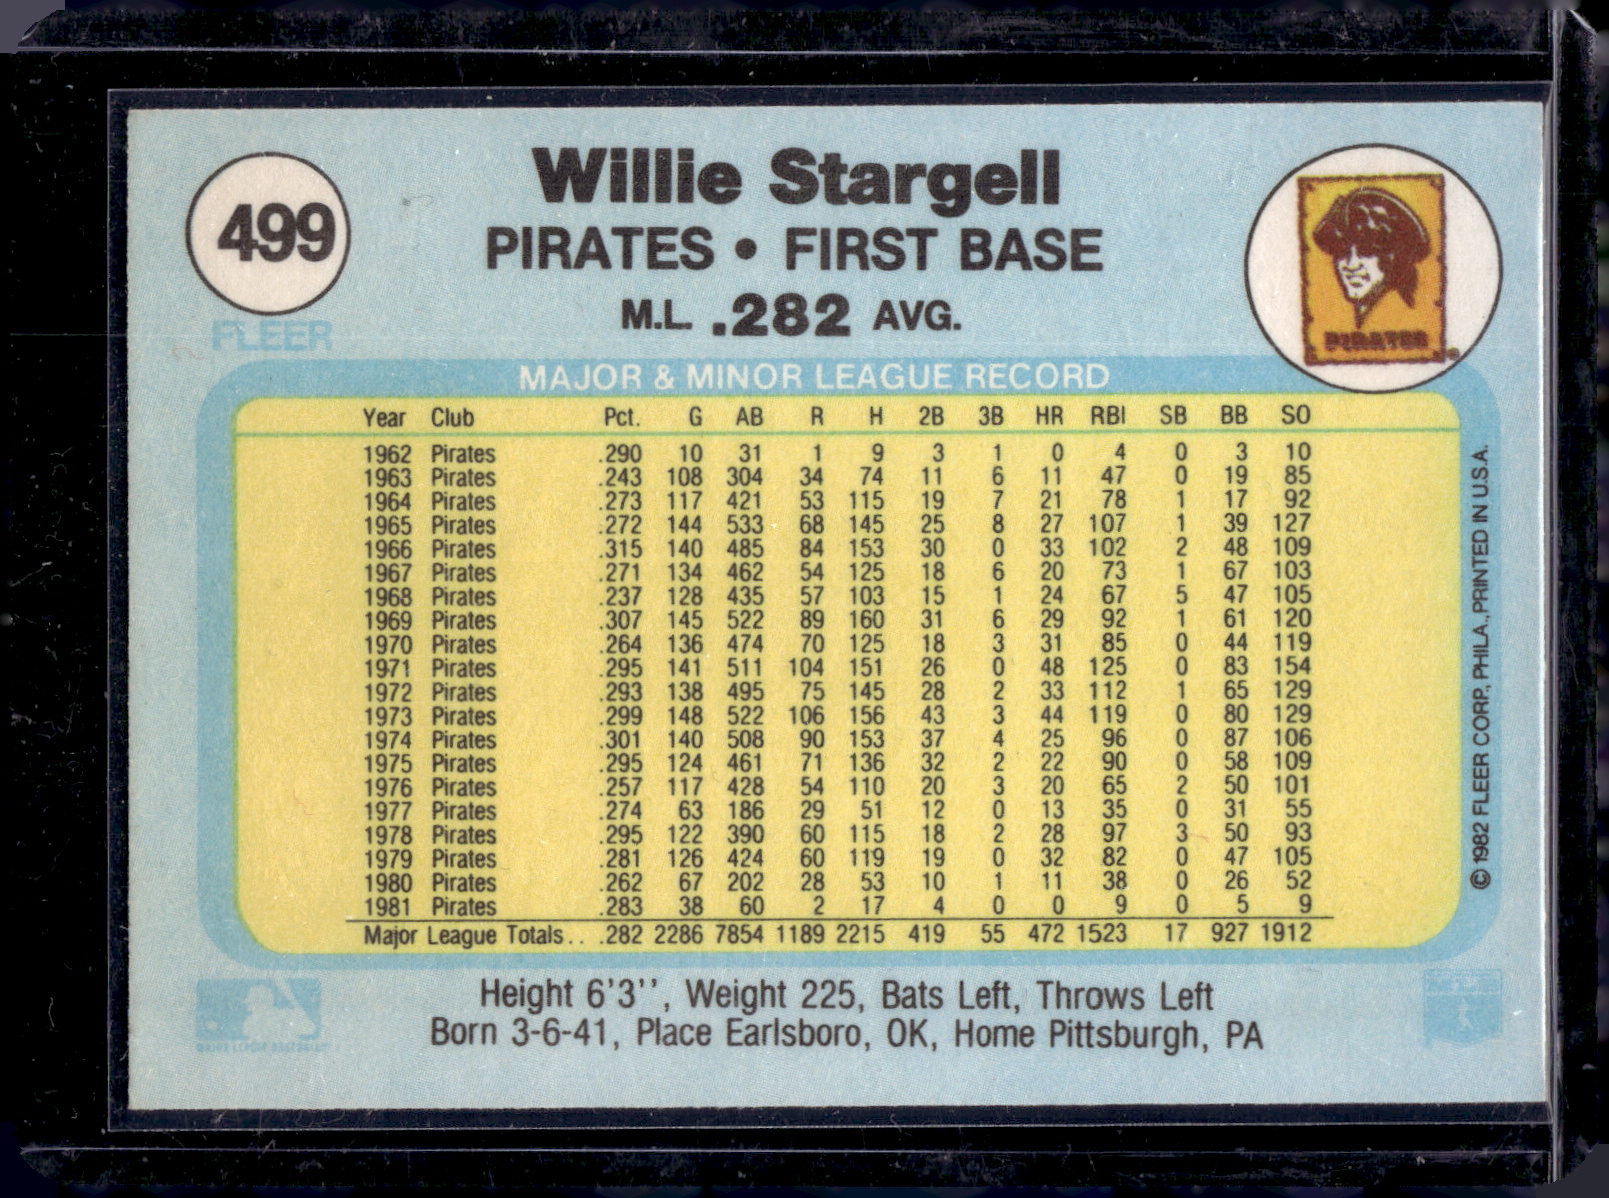 499
Willie Stargell
PIRATES • FIRST BASE
M.L. .282 AVG.
PIRATES
FLEER
MAJOR & MINOR LEAGUE RECORD
Year Club Pct. G AB R H 2B 3B HR RBI SB BB SO
1962 Pirates .290 10 31 1 9 3 1 0 4 0 3 10
1963 Pirates .243 108 304 34 74 11 6 11 47 0 19 85
1964 Pirates .273 117 421 53 115 19 7 21 78 1 17 92
1965 Pirates .272 144 533 68 145 25 8 27 107 1 39 127
1966 Pirates .315 140 485 84 153 30 0 33 102 2 48 109
1967 Pirates .271 134 462 54 125 18 6 20 73 1 67 103
1968 Pirates .237 128 435 57 103 15 1 24 67 5 47 105
1969 Pirates .307 145 522 89 160 31 6 29 92 1 61 120
1970 Pirates .264 136 474 70 125 18 3 31 85 0 44 119
1971 Pirates .295 141 511 104 151 26 0 48 125 0 83 154
1972 Pirates .293 138 495 75 145 28 2 33 112 1 65 129
1973 Pirates .299 148 522 106 156 43 3 44 119 0 80 129
1974 Pirates .301 140 508 90 153 37 4 25 96 0 87 106
1975 Pirates .295 124 461 71 136 32 2 22 90 0 58 109
1976 Pirates .257 117 428 54 110 20 3 20 65 2 50 101
1977 Pirates .274 63 186 29 51 12 0 13 35 0 31 55
1978 Pirates .295 122 390 60 115 18 2 28 97 3 50 93
1979 Pirates .281 126 424 60 119 19 0 32 82 0 47 105
1980 Pirates .262 67 202 28 53 10 1 11 38 0 26 52
1981 Pirates .283 38 60 2 17 4 0 0 9 0 5 9
Major League Totals.. .282 2286 7854 1189 2215 419 55 472 1523 17 927 1912
© 1982 FLEER CORP., PHILA., PRINTED IN U.S.A.
Height 6'3'', Weight 225, Bats Left, Throws Left
Born 3-6-41, Place Earlsboro, OK, Home Pittsburgh, PA